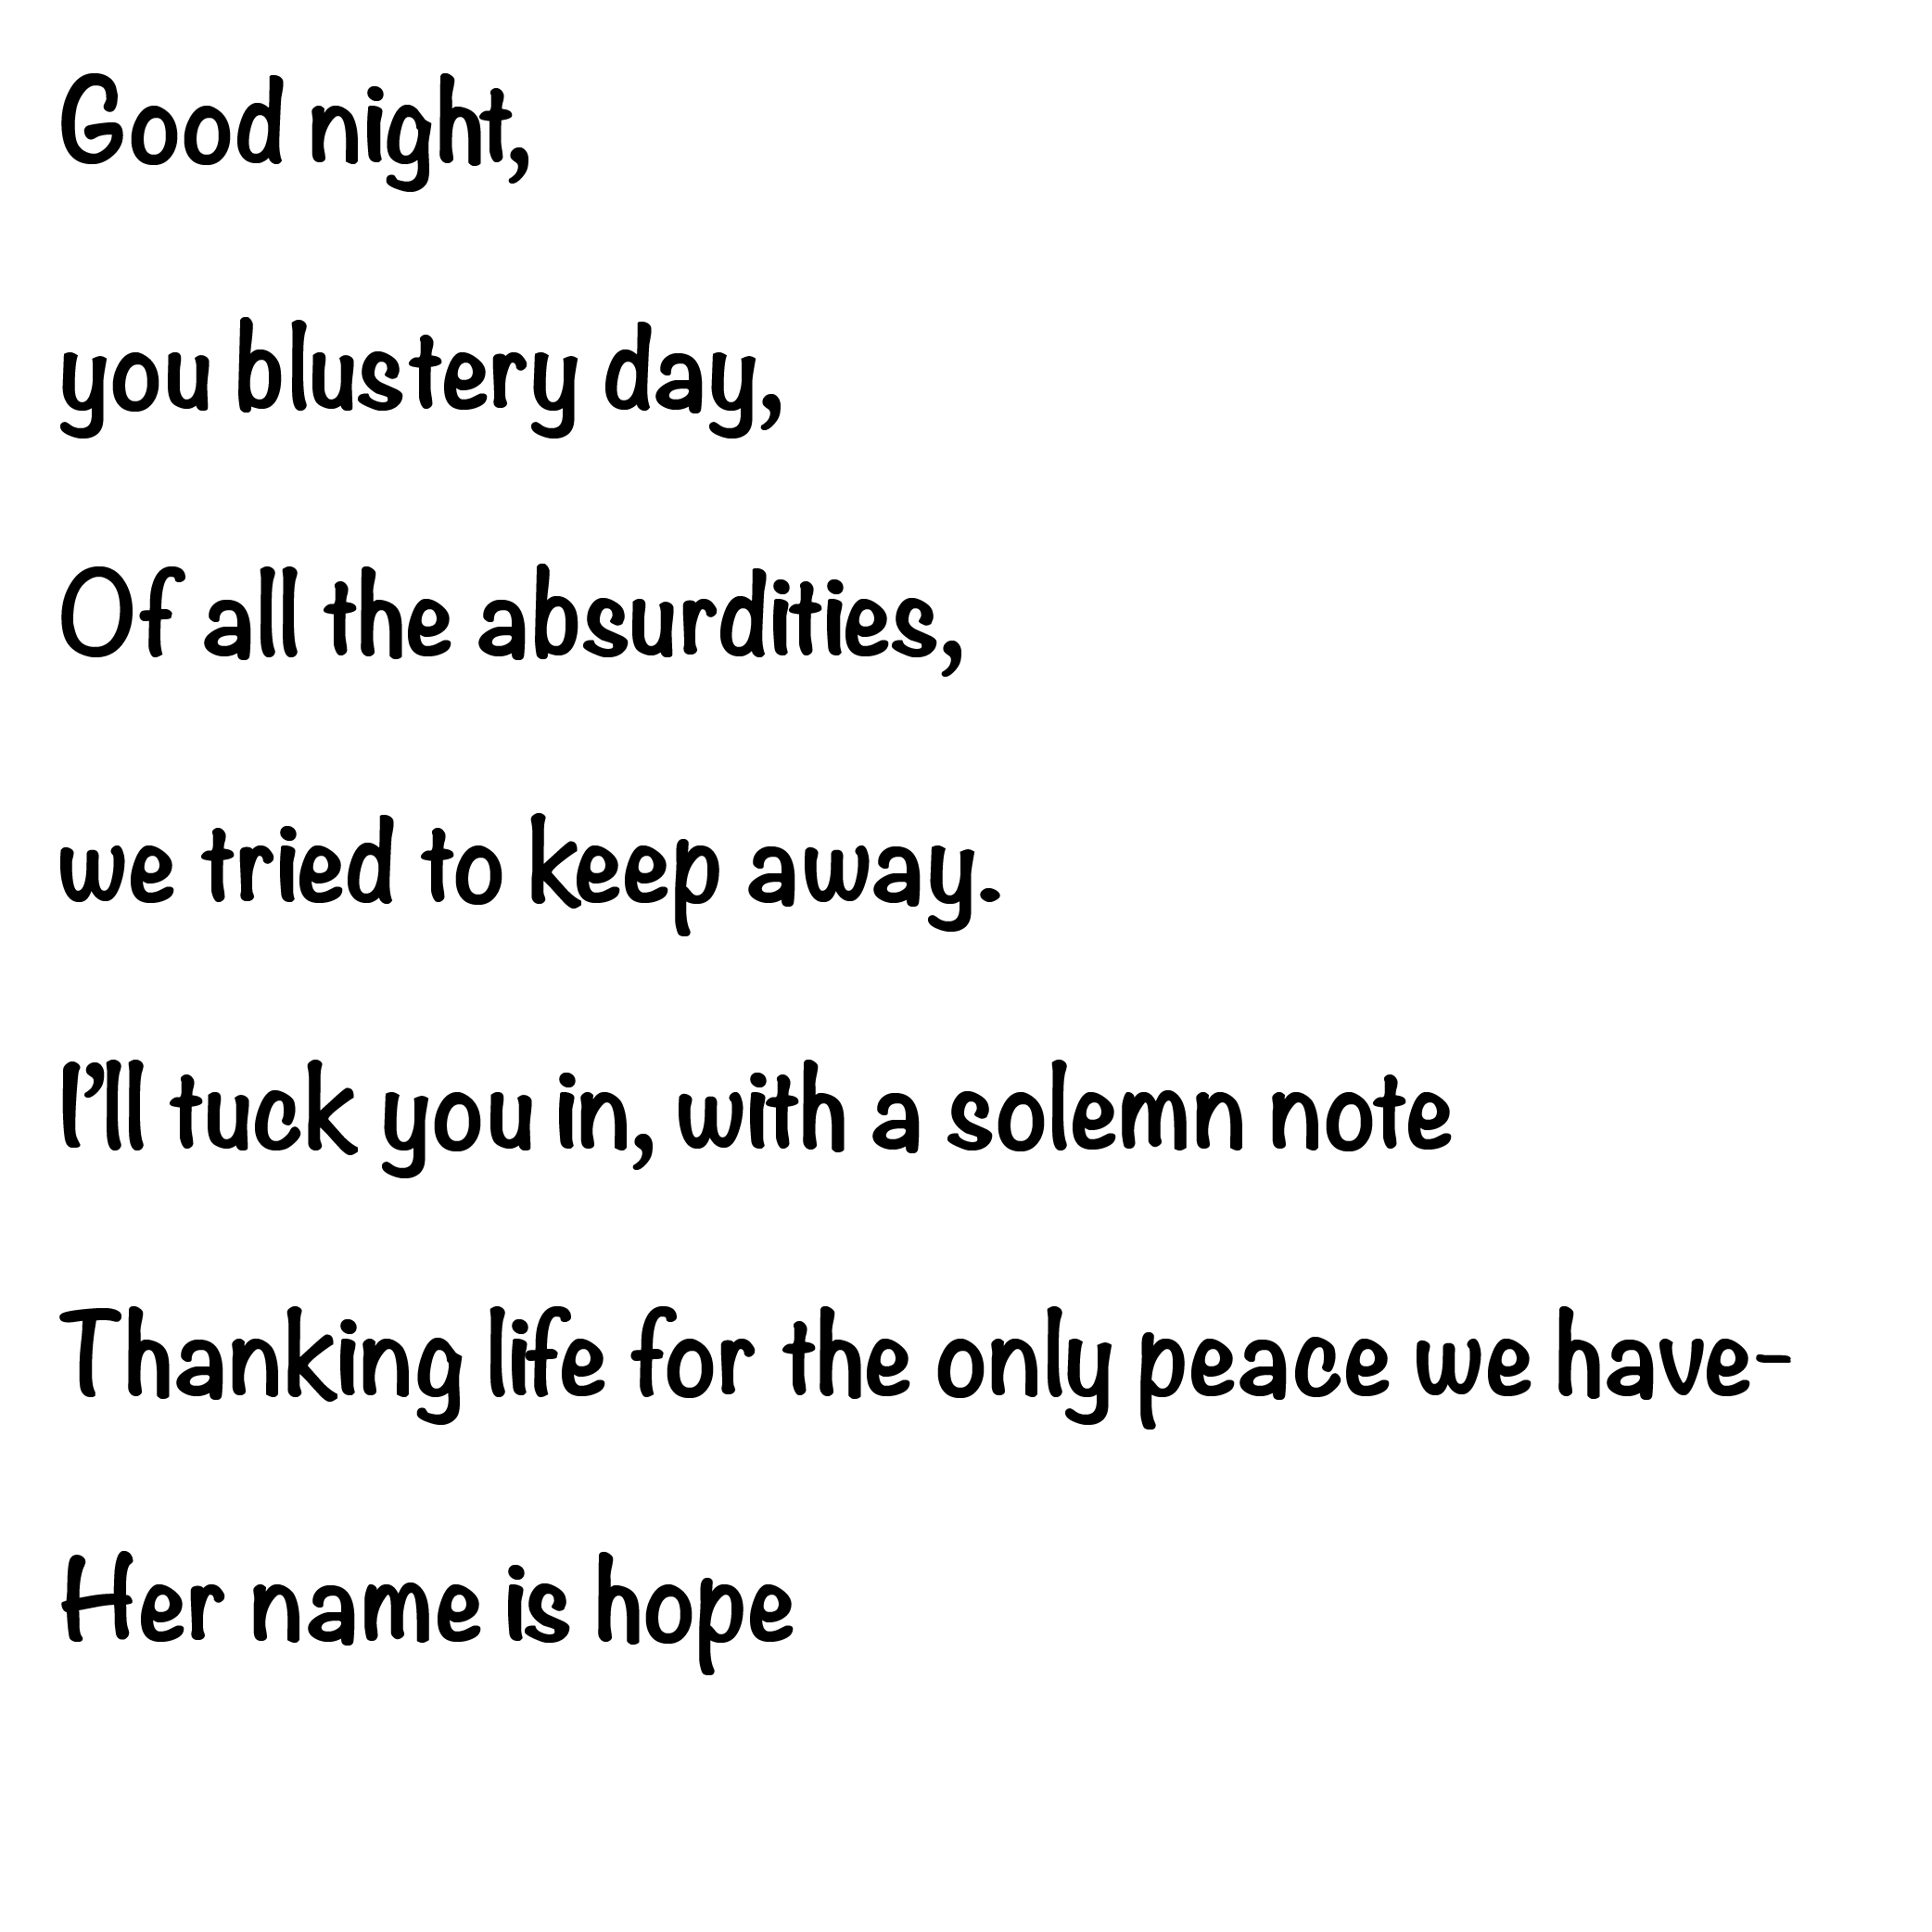 Good night,
you blustery day,
Of all the absurdities,
we tried to keep away.
I’ll tuck you in, with a solemn note
Thanking life for the only peace we have-
Her name is hope